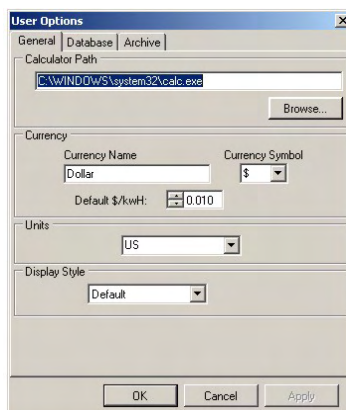 User Options
General Database Archive
Calculator Path
C:\WINDOWS\system32\calc.exe
Browse...
Currency
Currency Name Currency Symbol
Dollar $
Default $/kwH: 0.010
Units
US
Display Style
Default
OK Cancel Apply